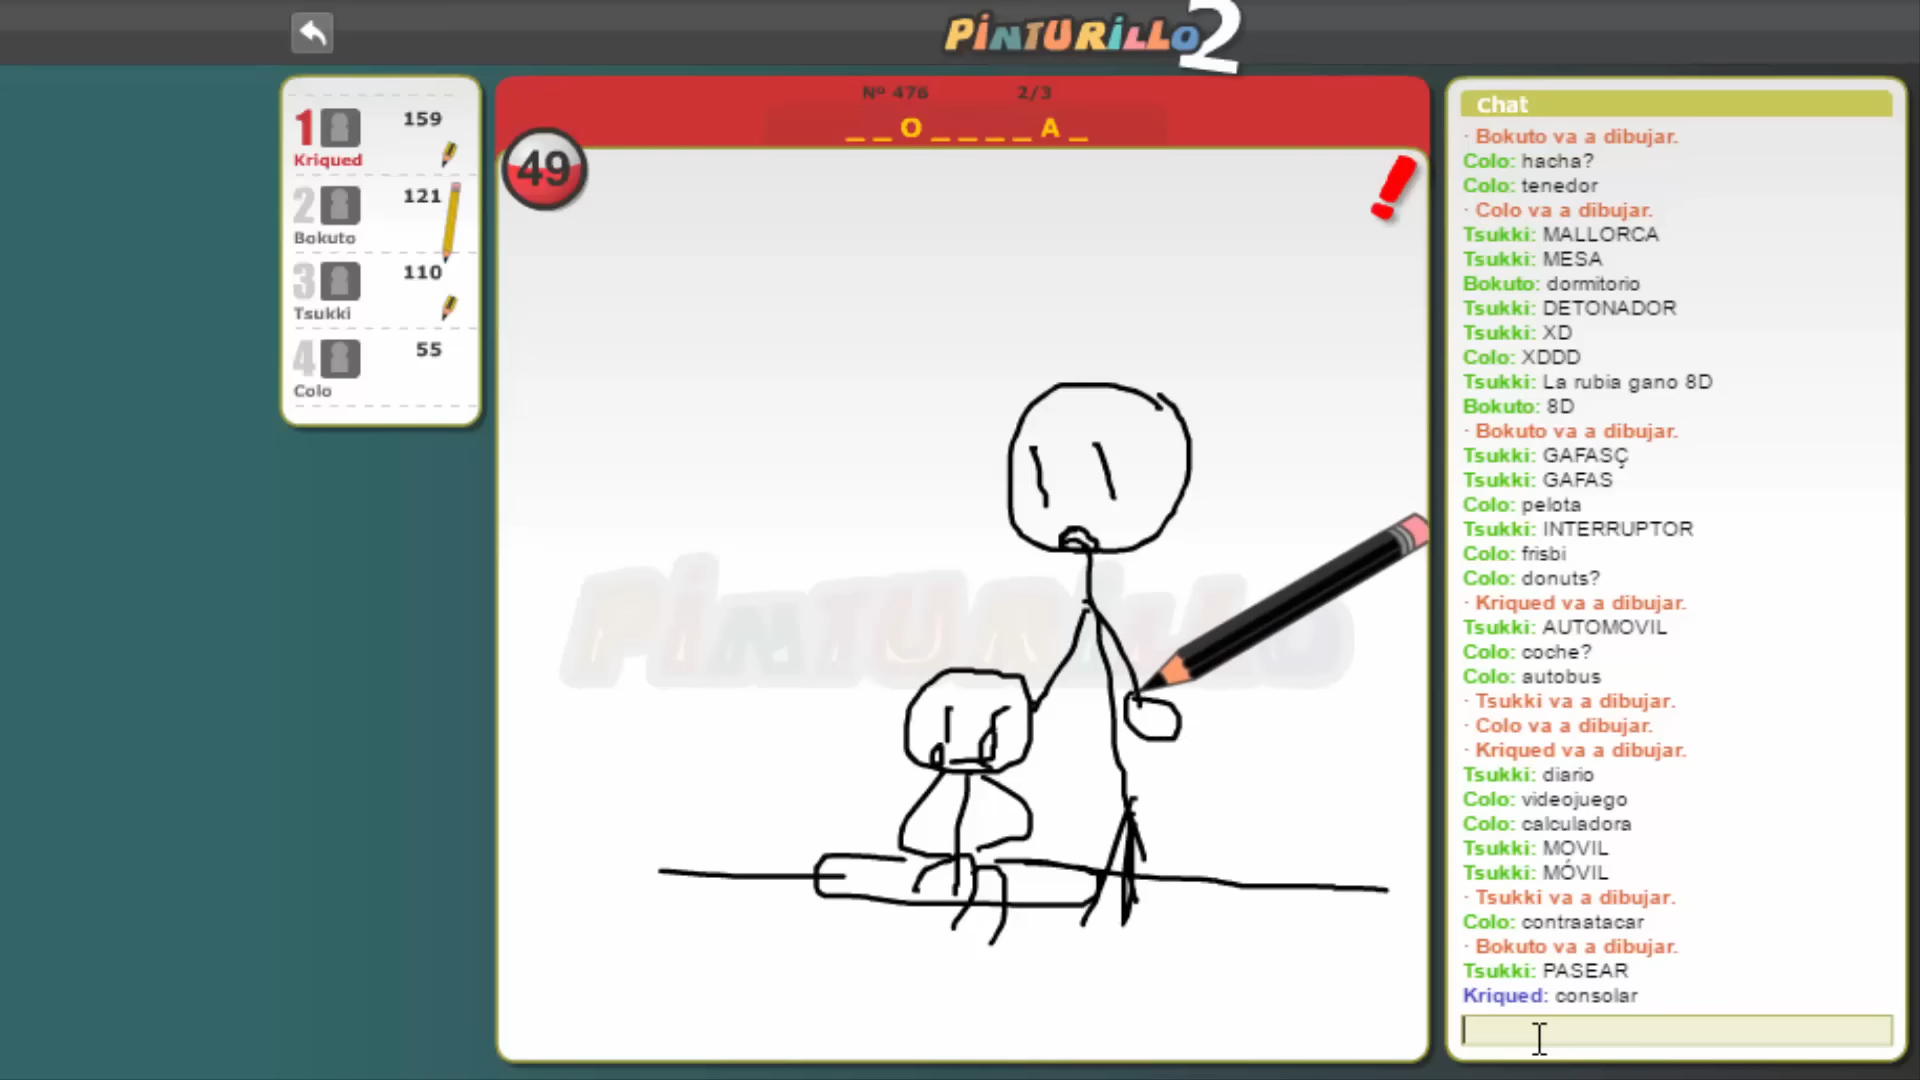 PINTURILLO 2
1 159
Kriqued
2 121
Bokuto
3 110
Tsukki
4 55
Colo
Nº 476 2/3
_ _ O _ _ _ _ A _
49
PINTURILLO
Chat
· Bokuto va a dibujar.
Colo: hacha?
Colo: tenedor
· Colo va a dibujar.
Tsukki: MALLORCA
Tsukki: MESA
Bokuto: dormitorio
Tsukki: DETONADOR
Tsukki: XD
Colo: XDDD
Tsukki: La rubia gano 8D
Bokuto: 8D
· Bokuto va a dibujar.
Tsukki: GAFASÇ
Tsukki: GAFAS
Colo: pelota
Tsukki: INTERRUPTOR
Colo: frisbi
Colo: donuts?
· Kriqued va a dibujar.
Tsukki: AUTOMOVIL
Colo: coche?
Colo: autobus
· Tsukki va a dibujar.
· Colo va a dibujar.
· Kriqued va a dibujar.
Tsukki: diario
Colo: videojuego
Colo: calculadora
Tsukki: MOVIL
Tsukki: MÓVIL
· Tsukki va a dibujar.
Colo: contraatacar
· Bokuto va a dibujar.
Tsukki: PASEAR
Kriqued: consolar